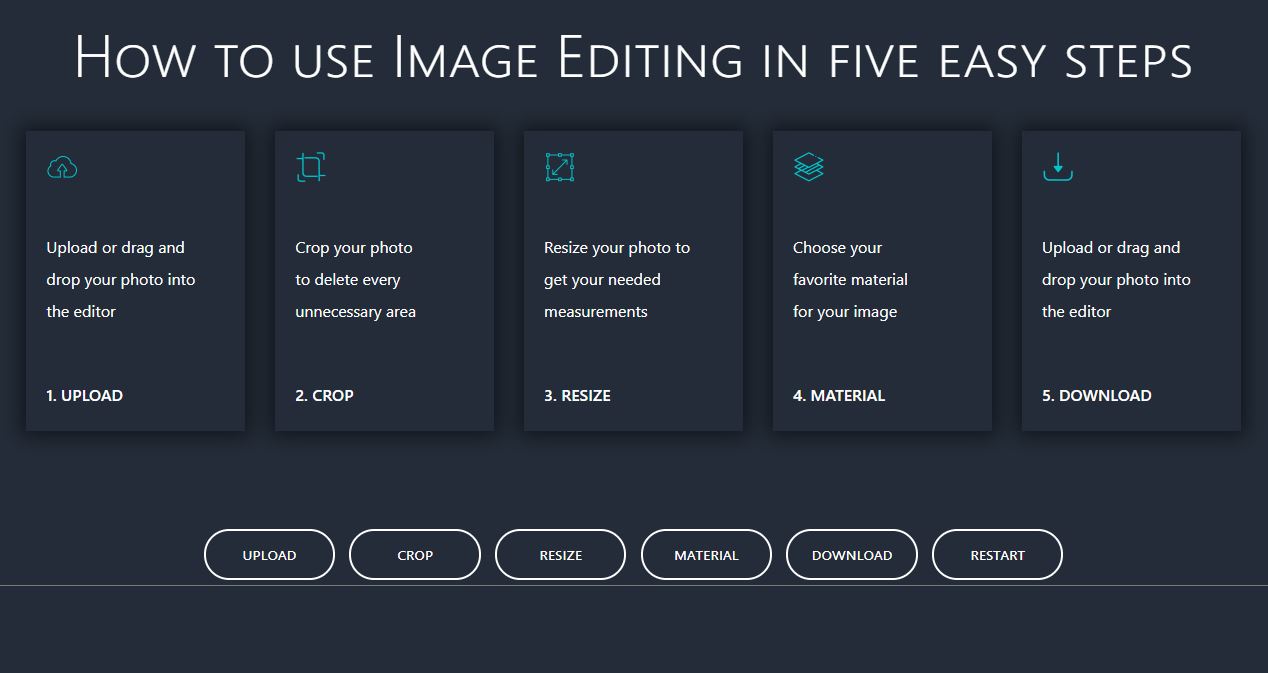 How to use Image Editing in five easy steps
Upload or drag and
drop your photo into
the editor
1. UPLOAD
Crop your photo
to delete every
unnecessary area
2. CROP
Resize your photo to
get your needed
measurements
3. RESIZE
Choose your
favorite material
for your image
4. MATERIAL
Upload or drag and
drop your photo into
the editor
5. DOWNLOAD
UPLOAD
CROP
RESIZE
MATERIAL
DOWNLOAD
RESTART